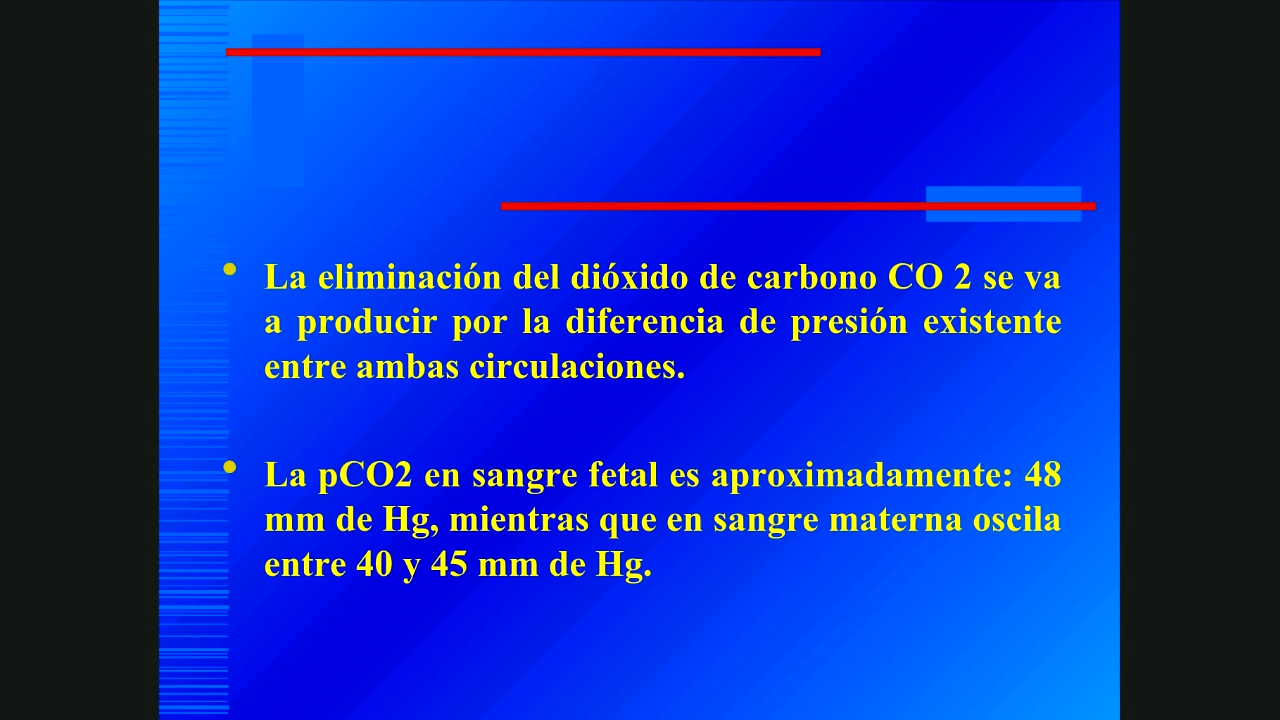 • La eliminación del dióxido de carbono CO 2 se va
a producir por la diferencia de presión existente
entre ambas circulaciones.
• La pCO2 en sangre fetal es aproximadamente: 48
mm de Hg, mientras que en sangre materna oscila
entre 40 y 45 mm de Hg.